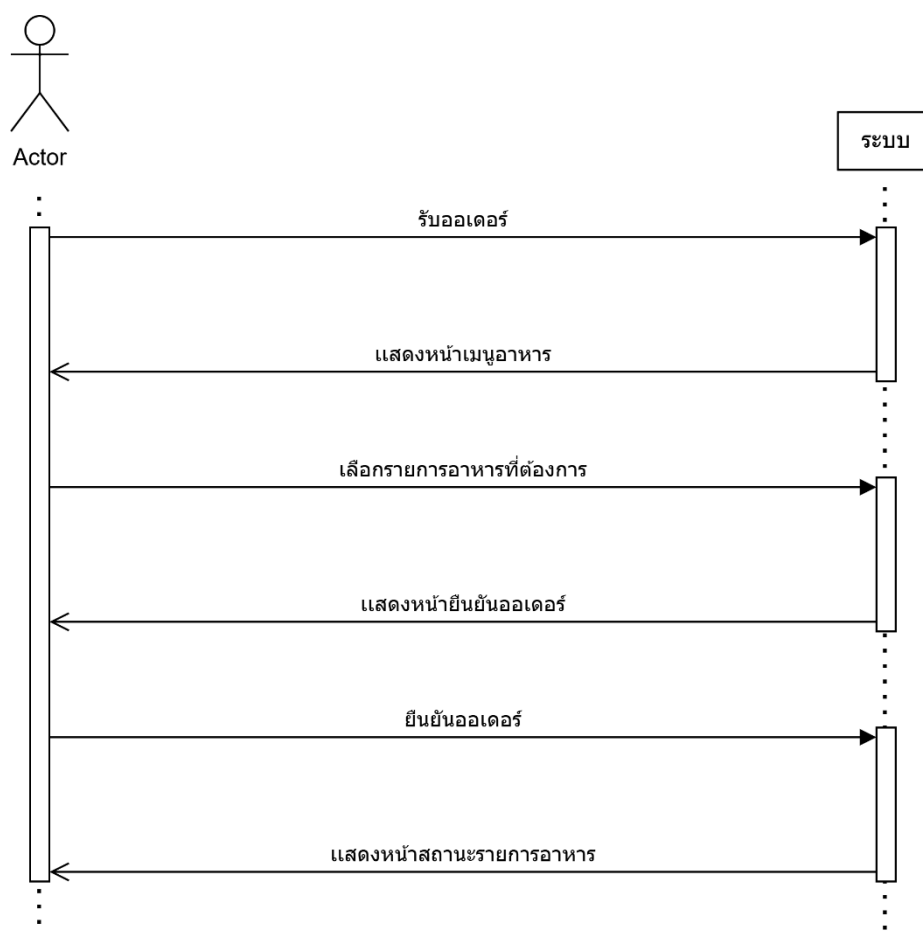 Actor
ระบบ
รับออเดอร์
แสดงหน้าเมนูอาหาร
เลือกรายการอาหารที่ต้องการ
แสดงหน้ายืนยันออเดอร์
ยืนยันออเดอร์
แสดงหน้าสถานะรายการอาหาร